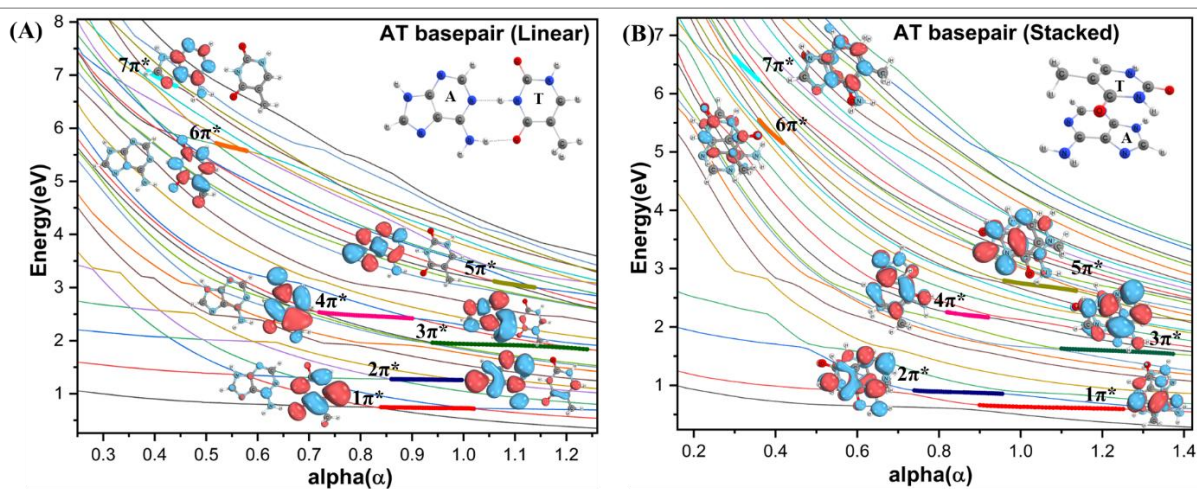 (A)
AT basepair (Linear)
Energy(eV)
8
7
6
5
4
3
2
1
7π*
6π*
5π*
4π*
3π*
2π*
1π*
A
T
0.3 0.4 0.5 0.6 0.7 0.8 0.9 1.0 1.1 1.2
alpha(α)
(B)
AT basepair (Stacked)
Energy(eV)
7
6
5
4
3
2
1
7π*
6π*
5π*
4π*
3π*
2π*
1π*
T
A
0.2 0.4 0.6 0.8 1.0 1.2 1.4
alpha(α)